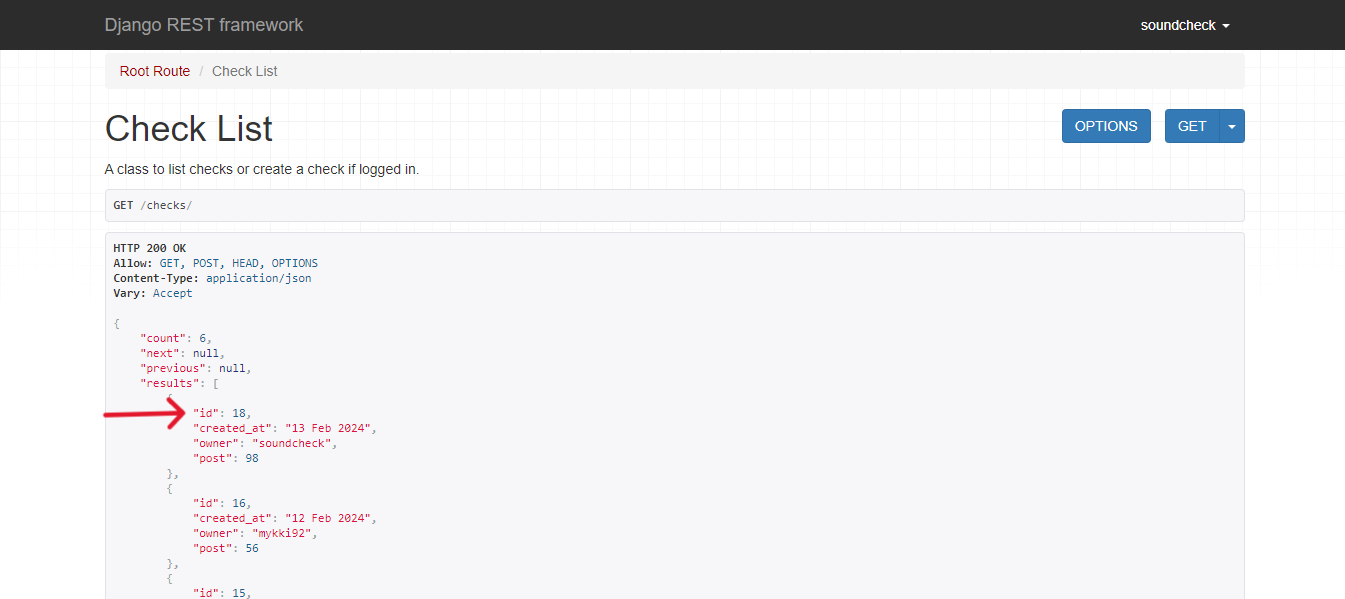 Django REST framework
soundcheck
Root Route / Check List
Check List
OPTIONS
GET
A class to list checks or create a check if logged in.
GET /checks/
HTTP 200 OK
Allow: GET, POST, HEAD, OPTIONS
Content-Type: application/json
Vary: Accept
{
"count": 6,
"next": null,
"previous": null,
"results": [
{
"id": 18,
"created_at": "13 Feb 2024",
"owner": "soundcheck",
"post": 98
},
{
"id": 16,
"created_at": "12 Feb 2024",
"owner": "mykki92",
"post": 56
},
{
"id": 15,